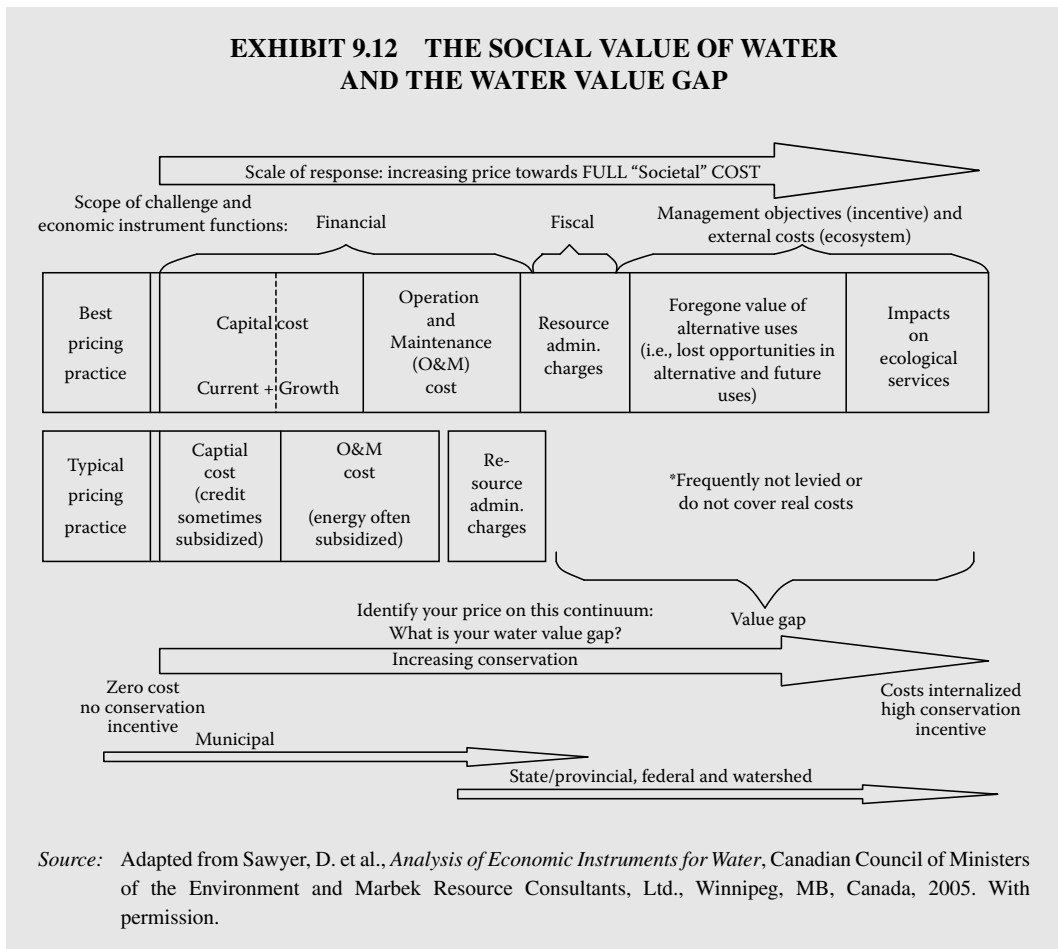 EXHIBIT 9.12 THE SOCIAL VALUE OF WATER
AND THE WATER VALUE GAP
Scale of response: increasing price towards FULL “Societal” COST
Scope of challenge and
economic instrument functions:
Financial
Fiscal
Management objectives (incentive) and
external costs (ecosystem)
Best
pricing
practice
Capital cost
Current + Growth
Operation
and
Maintenance
(O&M)
cost
Resource
admin.
charges
Foregone value of
alternative uses
(i.e., lost opportunities in
alternative and future
uses)
Impacts
on
ecological
services
Typical
pricing
practice
Captial
cost
(credit
sometimes
subsidized)
O&M
cost
(energy often
subsidized)
Re-
source
admin.
charges
*Frequently not levied or
do not cover real costs
Identify your price on this continuum:
What is your water value gap?
Value gap
Increasing conservation
Zero cost
no conservation
incentive
Costs internalized
high conservation
incentive
Municipal
State/provincial, federal and watershed
Source: Adapted from Sawyer, D. et al., Analysis of Economic Instruments for Water, Canadian Council of Ministers
of the Environment and Marbek Resource Consultants, Ltd., Winnipeg, MB, Canada, 2005. With
permission.